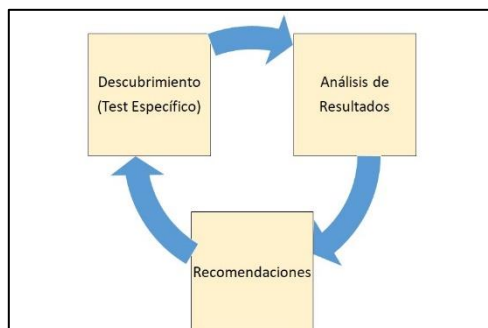 Descubrimiento
(Test Específico)
Análisis de
Resultados
Recomendaciones